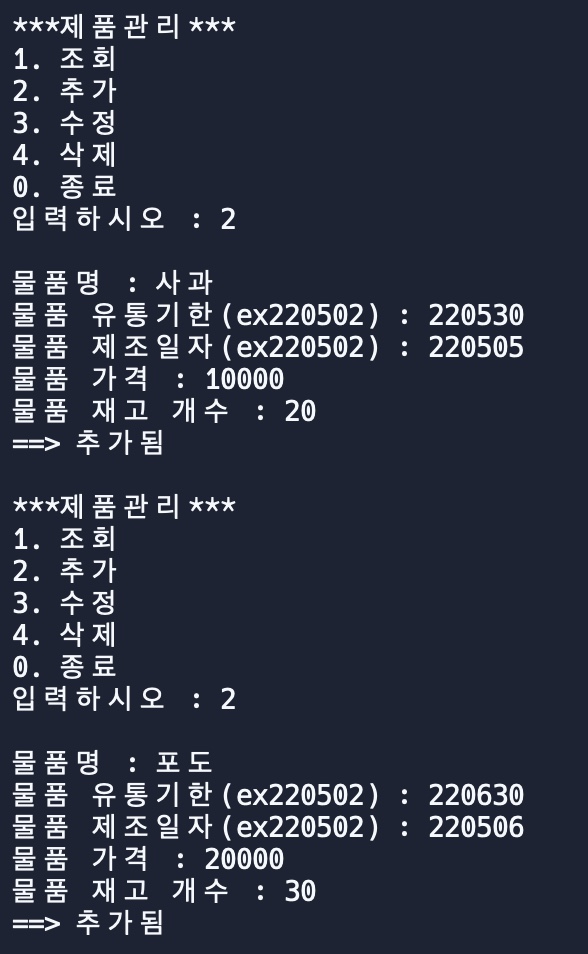 ***제품관리***
1. 조회
2. 추가
3. 수정
4. 삭제
0. 종료
입력하시오 : 2
물품명 : 사과
물품 유통기한(ex220502) : 220530
물품 제조일자(ex220502) : 220505
물품 가격 : 10000
물품 재고 개수 : 20
==> 추가됨
***제품관리***
1. 조회
2. 추가
3. 수정
4. 삭제
0. 종료
입력하시오 : 2
물품명 : 포도
물품 유통기한(ex220502) : 220630
물품 제조일자(ex220502) : 220506
물품 가격 : 20000
물품 재고 개수 : 30
==> 추가됨